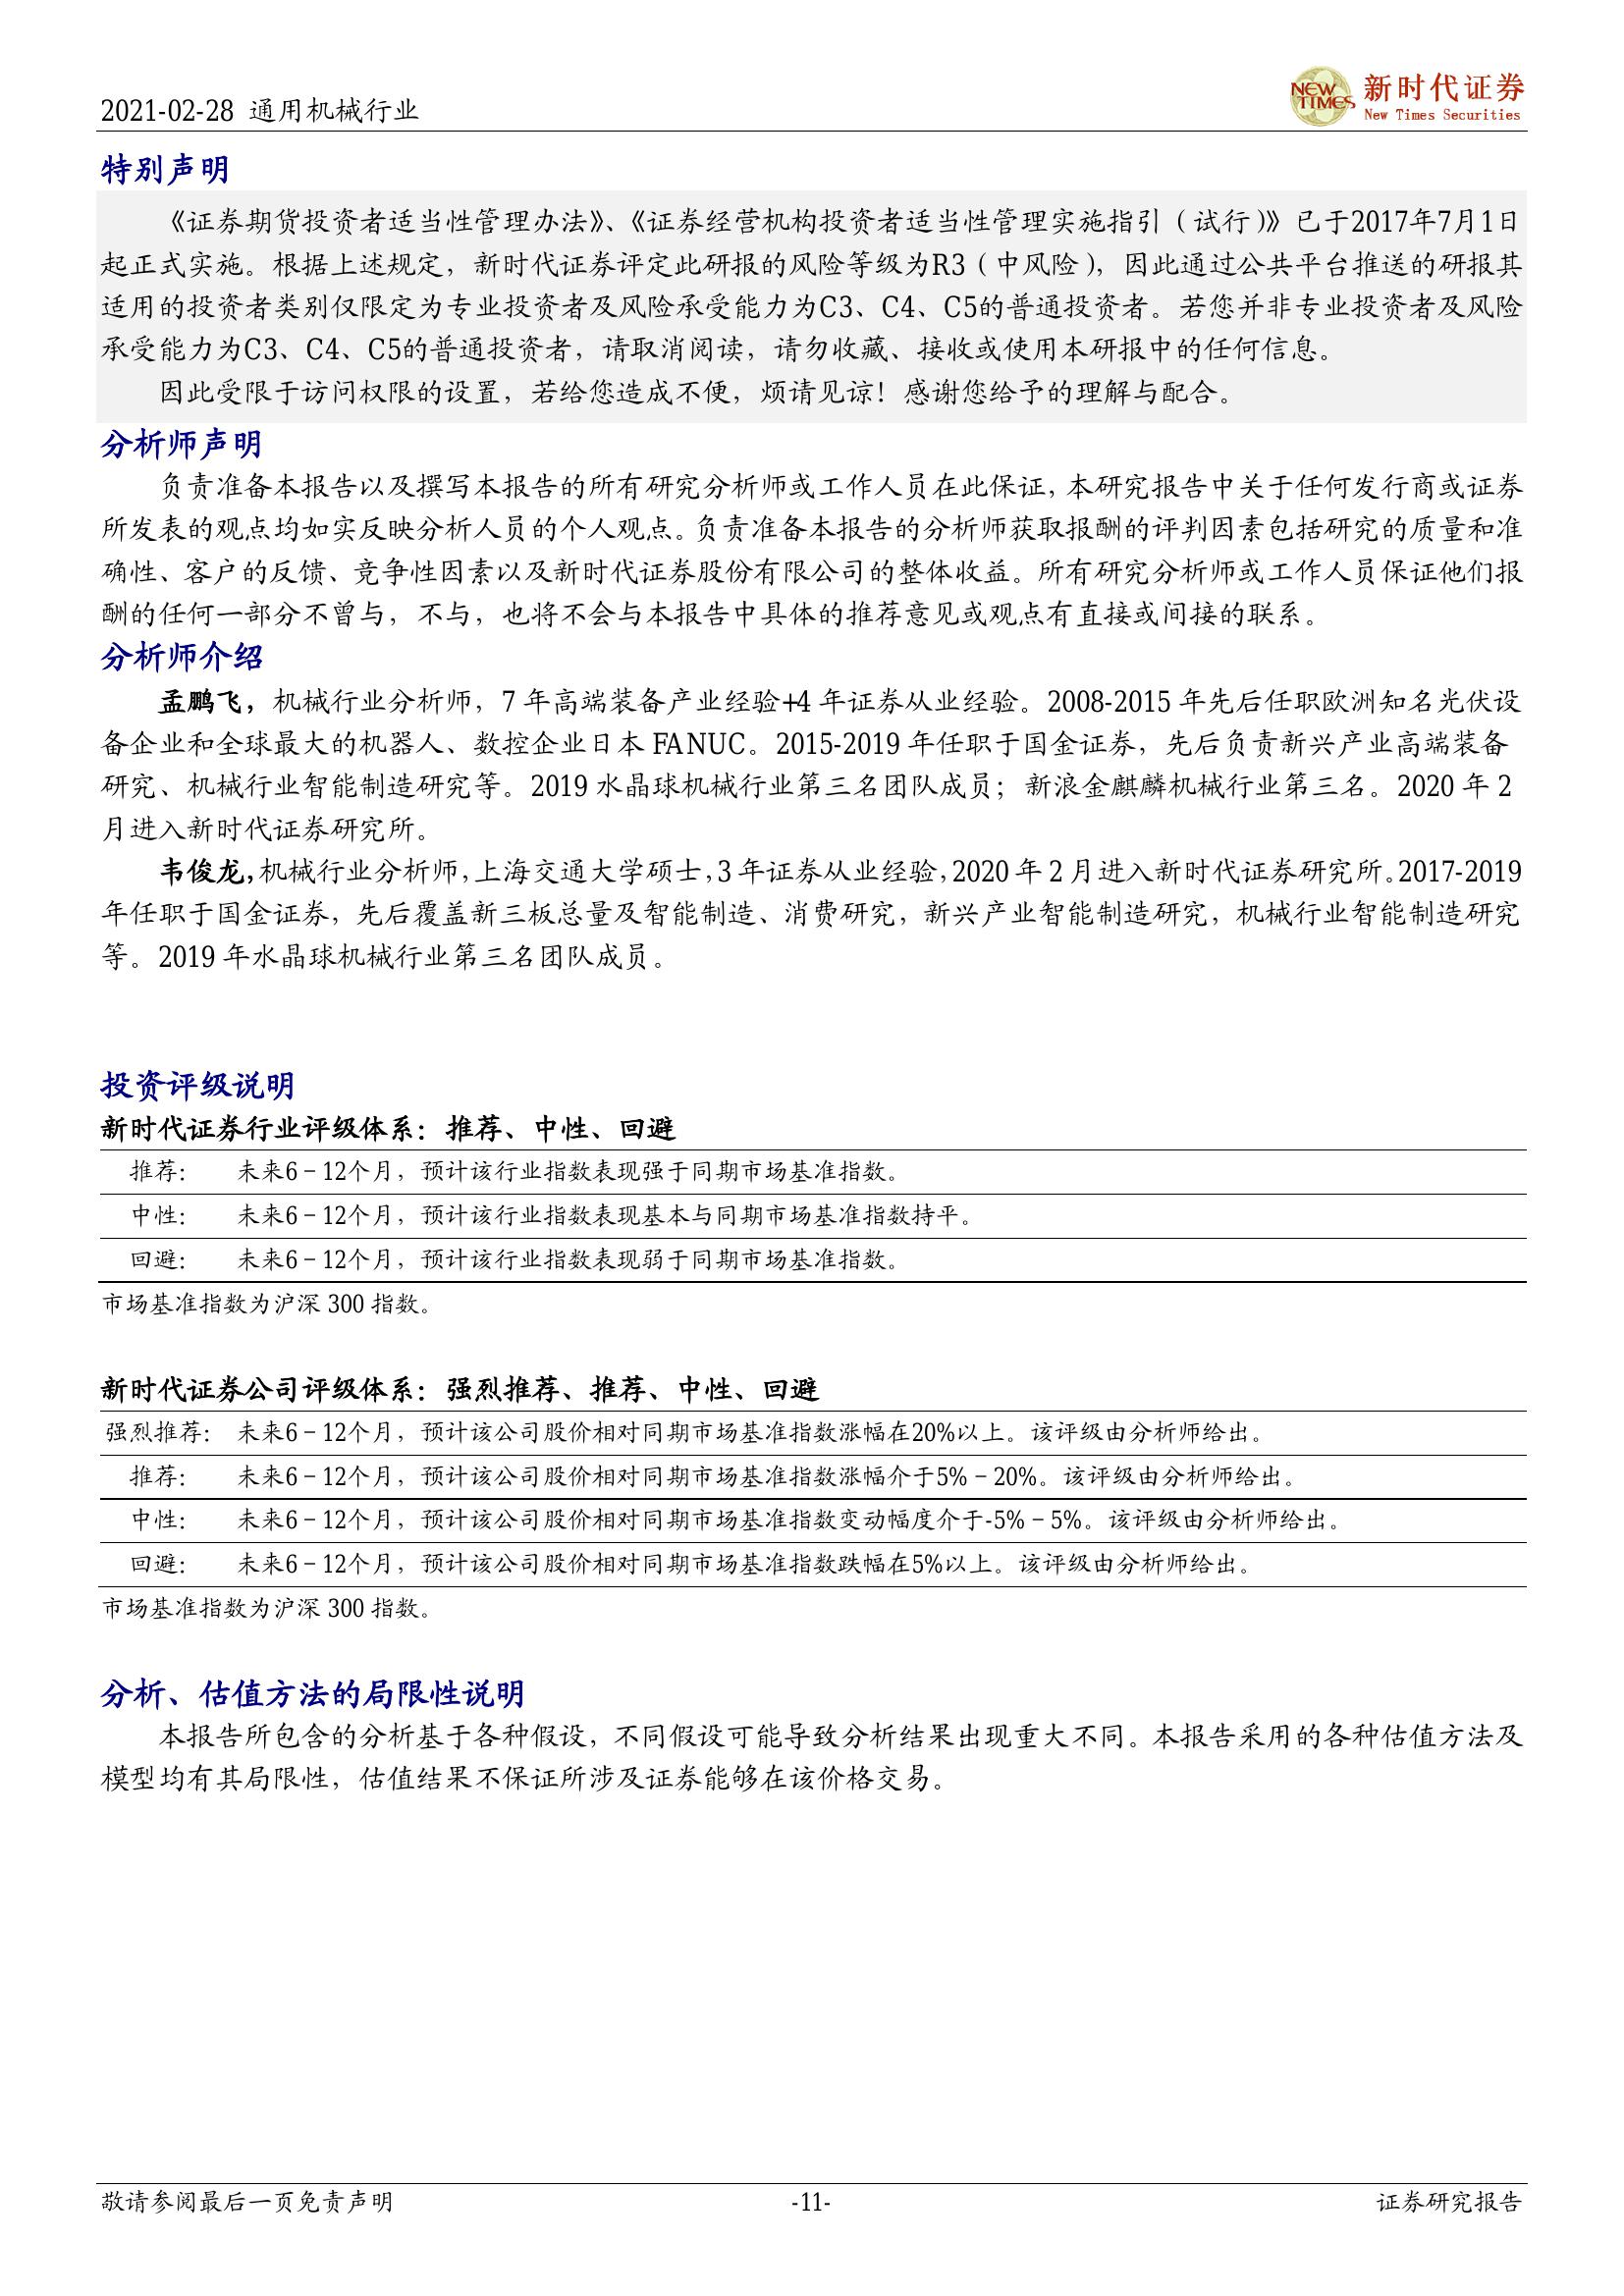 2021-02-28 通用机械行业
NEW TIMES 新时代证券
New Times Securities
特别声明
《证券期货投资者适当性管理办法》、《证券经营机构投资者适当性管理实施指引（试行）》已于2017年7月1日
起正式实施。根据上述规定，新时代证券评定此研报的风险等级为R3（中风险），因此通过公共平台推送的研报其
适用的投资者类别仅限定为专业投资者及风险承受能力为C3、C4、C5的普通投资者。若您并非专业投资者及风险
承受能力为C3、C4、C5的普通投资者，请取消阅读，请勿收藏、接收或使用本研报中的任何信息。
因此受限于访问权限的设置，若给您造成不便，烦请见谅！感谢您给予的理解与配合。
分析师声明
负责准备本报告以及撰写本报告的所有研究分析师或工作人员在此保证，本研究报告中关于任何发行商或证券
所发表的观点均如实反映分析人员的个人观点。负责准备本报告的分析师获取报酬的评判因素包括研究的质量和准
确性、客户的反馈、竞争性因素以及新时代证券股份有限公司的整体收益。所有研究分析师或工作人员保证他们报
酬的任何一部分不曾与，不与，也将不会与本报告中具体的推荐意见或观点有直接或间接的联系。
分析师介绍
孟鹏飞，机械行业分析师，7 年高端装备产业经验+4 年证券从业经验。2008-2015 年先后任职欧洲知名光伏设
备企业和全球最大的机器人、数控企业日本 FANUC。2015-2019 年任职于国金证券，先后负责新兴产业高端装备
研究、机械行业智能制造研究等。2019 水晶球机械行业第三名团队成员；新浪金麒麟机械行业第三名。2020 年 2
月进入新时代证券研究所。
韦俊龙，机械行业分析师，上海交通大学硕士，3 年证券从业经验，2020 年 2 月进入新时代证券研究所。2017-2019
年任职于国金证券，先后覆盖新三板总量及智能制造、消费研究，新兴产业智能制造研究，机械行业智能制造研究
等。2019 年水晶球机械行业第三名团队成员。
投资评级说明
新时代证券行业评级体系：推荐、中性、回避
推荐： 未来6－12个月，预计该行业指数表现强于同期市场基准指数。
中性： 未来6－12个月，预计该行业指数表现基本与同期市场基准指数持平。
回避： 未来6－12个月，预计该行业指数表现弱于同期市场基准指数。
市场基准指数为沪深 300 指数。
新时代证券公司评级体系：强烈推荐、推荐、中性、回避
强烈推荐： 未来6－12个月，预计该公司股价相对同期市场基准指数涨幅在20%以上。该评级由分析师给出。
推荐： 未来6－12个月，预计该公司股价相对同期市场基准指数涨幅介于5%－20%。该评级由分析师给出。
中性： 未来6－12个月，预计该公司股价相对同期市场基准指数变动幅度介于-5%－5%。该评级由分析师给出。
回避： 未来6－12个月，预计该公司股价相对同期市场基准指数跌幅在5%以上。该评级由分析师给出。
市场基准指数为沪深 300 指数。
分析、估值方法的局限性说明
本报告所包含的分析基于各种假设，不同假设可能导致分析结果出现重大不同。本报告采用的各种估值方法及
模型均有其局限性，估值结果不保证所涉及证券能够在该价格交易。
敬请参阅最后一页免责声明 -11- 证券研究报告